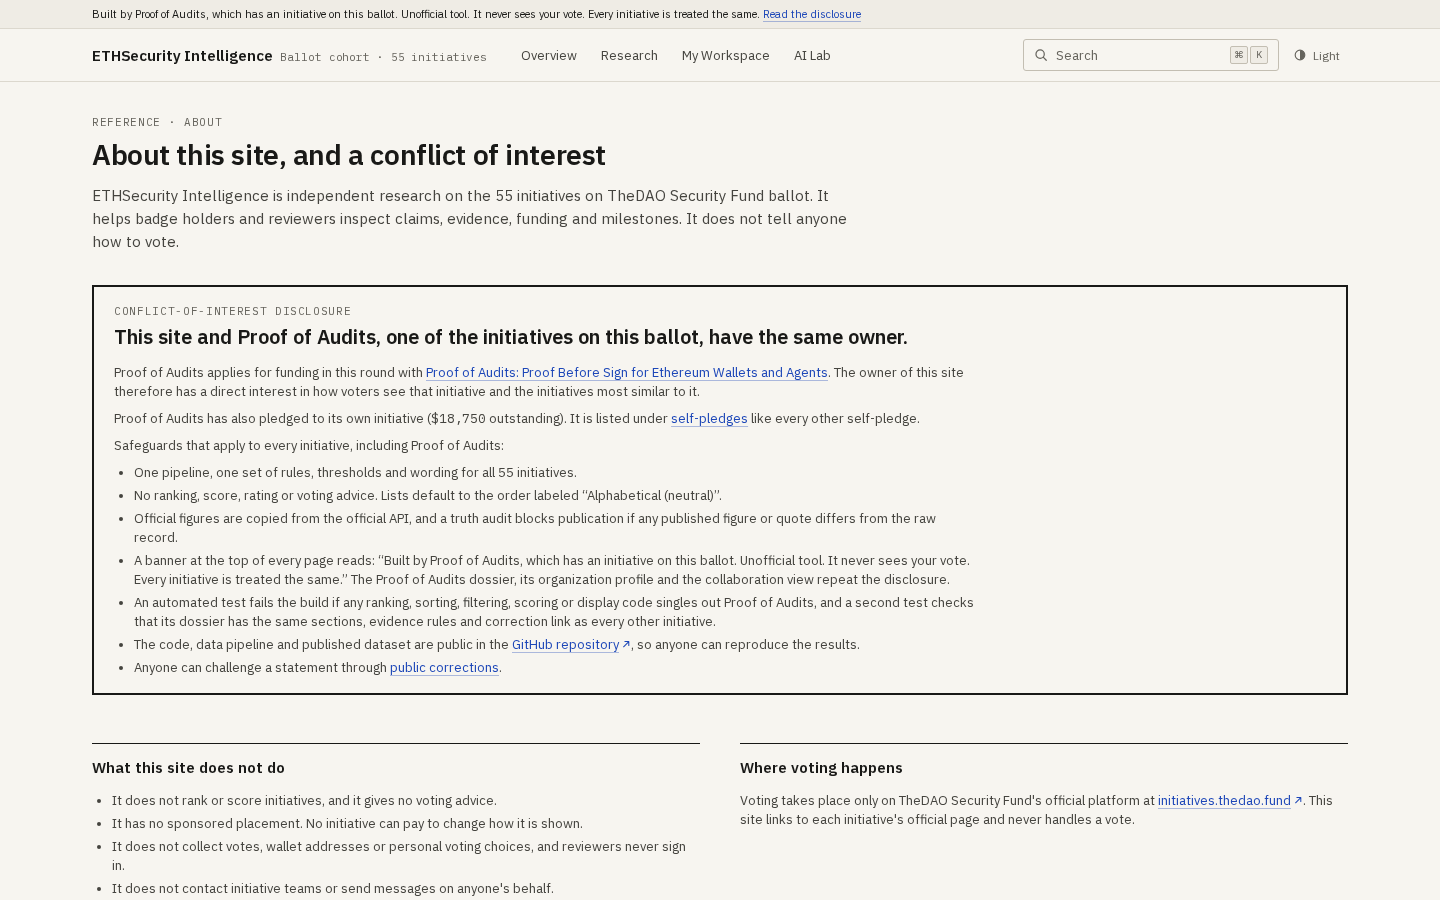 Built by Proof of Audits, which has an initiative on this ballot. Unofficial tool. It never sees your vote. Every initiative is treated the same. Read the disclosure
ETHSecurity Intelligence Ballot cohort · 55 initiatives Overview Research My Workspace AI Lab Search ⌘ K Light
REFERENCE · ABOUT
About this site, and a conflict of interest
ETHSecurity Intelligence is independent research on the 55 initiatives on TheDAO Security Fund ballot. It
helps badge holders and reviewers inspect claims, evidence, funding and milestones. It does not tell anyone
how to vote.
CONFLICT-OF-INTEREST DISCLOSURE
This site and Proof of Audits, one of the initiatives on this ballot, have the same owner.
Proof of Audits applies for funding in this round with Proof of Audits: Proof Before Sign for Ethereum Wallets and Agents. The owner of this site
therefore has a direct interest in how voters see that initiative and the initiatives most similar to it.
Proof of Audits has also pledged to its own initiative ($18,750 outstanding). It is listed under self-pledges like every other self-pledge.
Safeguards that apply to every initiative, including Proof of Audits:
• One pipeline, one set of rules, thresholds and wording for all 55 initiatives.
• No ranking, score, rating or voting advice. Lists default to the order labeled “Alphabetical (neutral)”.
• Official figures are copied from the official API, and a truth audit blocks publication if any published figure or quote differs from the raw
record.
• A banner at the top of every page reads: “Built by Proof of Audits, which has an initiative on this ballot. Unofficial tool. It never sees your vote.
Every initiative is treated the same.” The Proof of Audits dossier, its organization profile and the collaboration view repeat the disclosure.
• An automated test fails the build if any ranking, sorting, filtering, scoring or display code singles out Proof of Audits, and a second test checks
that its dossier has the same sections, evidence rules and correction link as every other initiative.
• The code, data pipeline and published dataset are public in the GitHub repository ↗, so anyone can reproduce the results.
• Anyone can challenge a statement through public corrections.
What this site does not do
• It does not rank or score initiatives, and it gives no voting advice.
• It has no sponsored placement. No initiative can pay to change how it is shown.
• It does not collect votes, wallet addresses or personal voting choices, and reviewers never sign
in.
• It does not contact initiative teams or send messages on anyone's behalf.
Where voting happens
Voting takes place only on TheDAO Security Fund's official platform at initiatives.thedao.fund ↗. This
site links to each initiative's official page and never handles a vote.